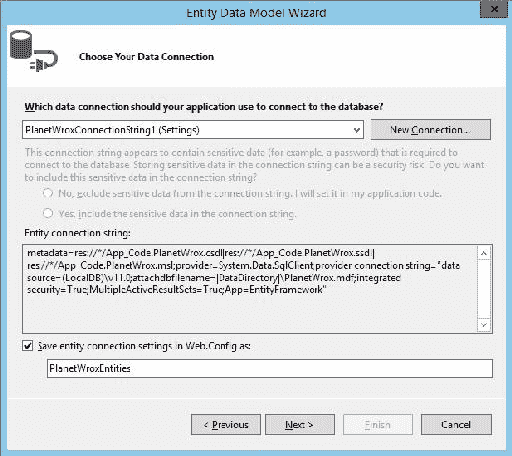 Entity Data Model Wizard
Choose Your Data Connection
Which data connection should your application use to connect to the database?
PlanetWroxConnectionString1 (Settings)
New Connection...
This connection string appears to contain sensitive data (for example, a password) that is required to
connect to the database. Storing sensitive data in the connection string can be a security risk. Do you want
to include this sensitive data in the connection string?
No, exclude sensitive data from the connection string. I will set it in my application code.
Yes, include the sensitive data in the connection string.
Entity connection string:
metadata=res://*/App_Code.PlanetWrox.csdl|res://*/App_Code.PlanetWrox.ssdl|
res://*/App_Code.PlanetWrox.msl;provider=System.Data.SqlClient;provider connection string="data
source=(LocalDB)\v11.0;attachdbfilename=|DataDirectory|\PlanetWrox.mdf;integrated
security=True;MultipleActiveResultSets=True;App=EntityFramework"
Save entity connection settings in Web.Config as:
PlanetWroxEntities
< Previous
Next >
Finish
Cancel